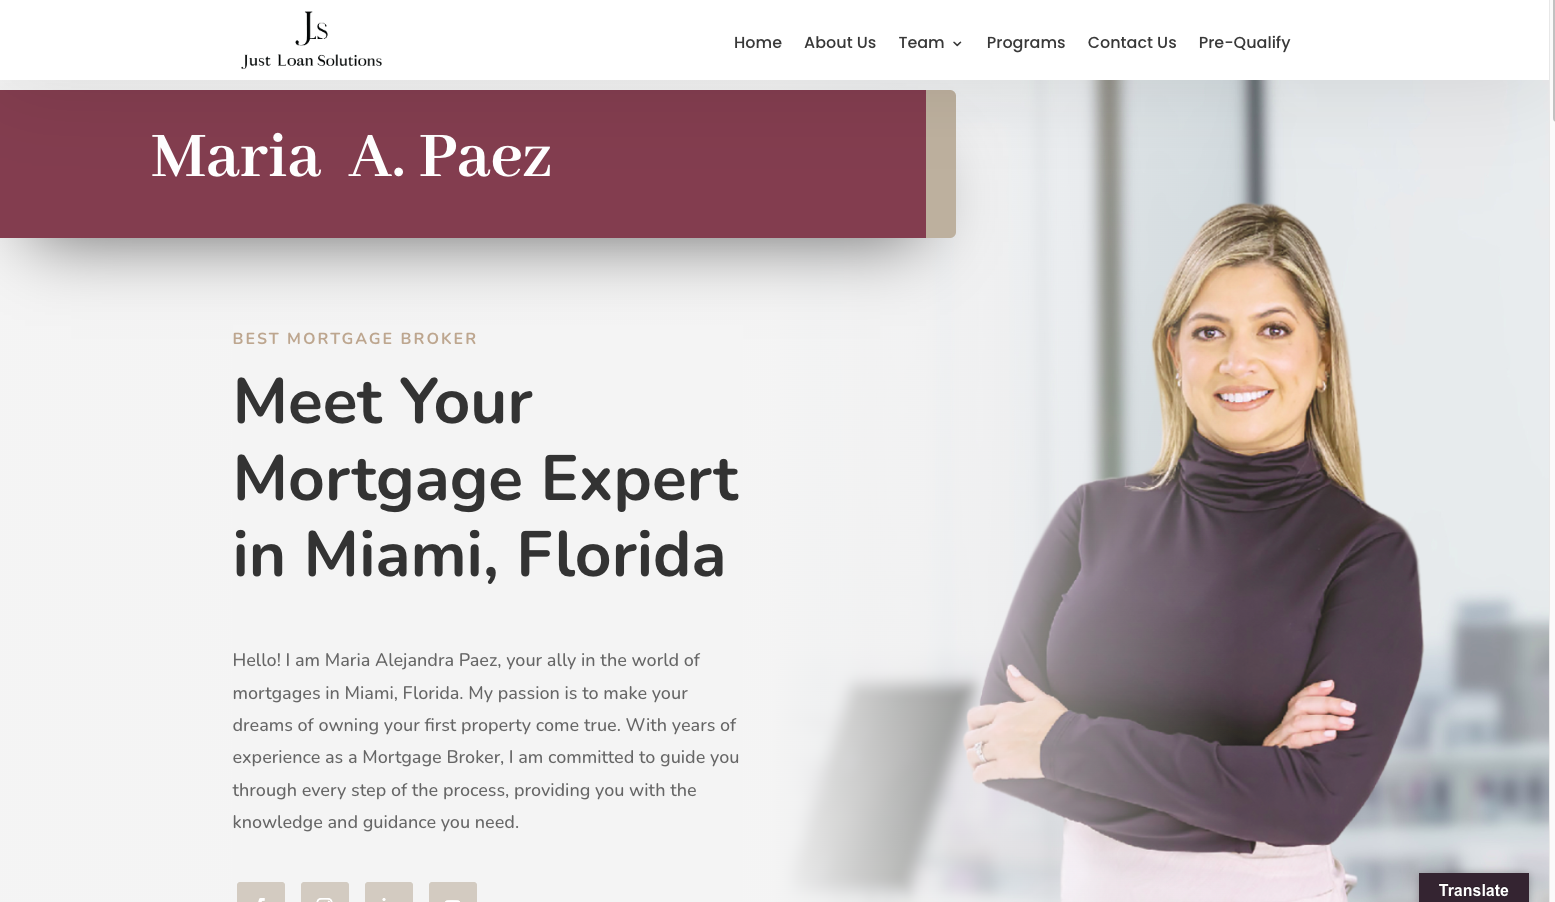 JLS
Just Loan Solutions
Home About Us Team Programs Contact Us Pre-Qualify
Maria A. Paez
BEST MORTGAGE BROKER
Meet Your
Mortgage Expert
in Miami, Florida
Hello! I am Maria Alejandra Paez, your ally in the world of
mortgages in Miami, Florida. My passion is to make your
dreams of owning your first property come true. With years of
experience as a Mortgage Broker, I am committed to guide you
through every step of the process, providing you with the
knowledge and guidance you need.
Translate